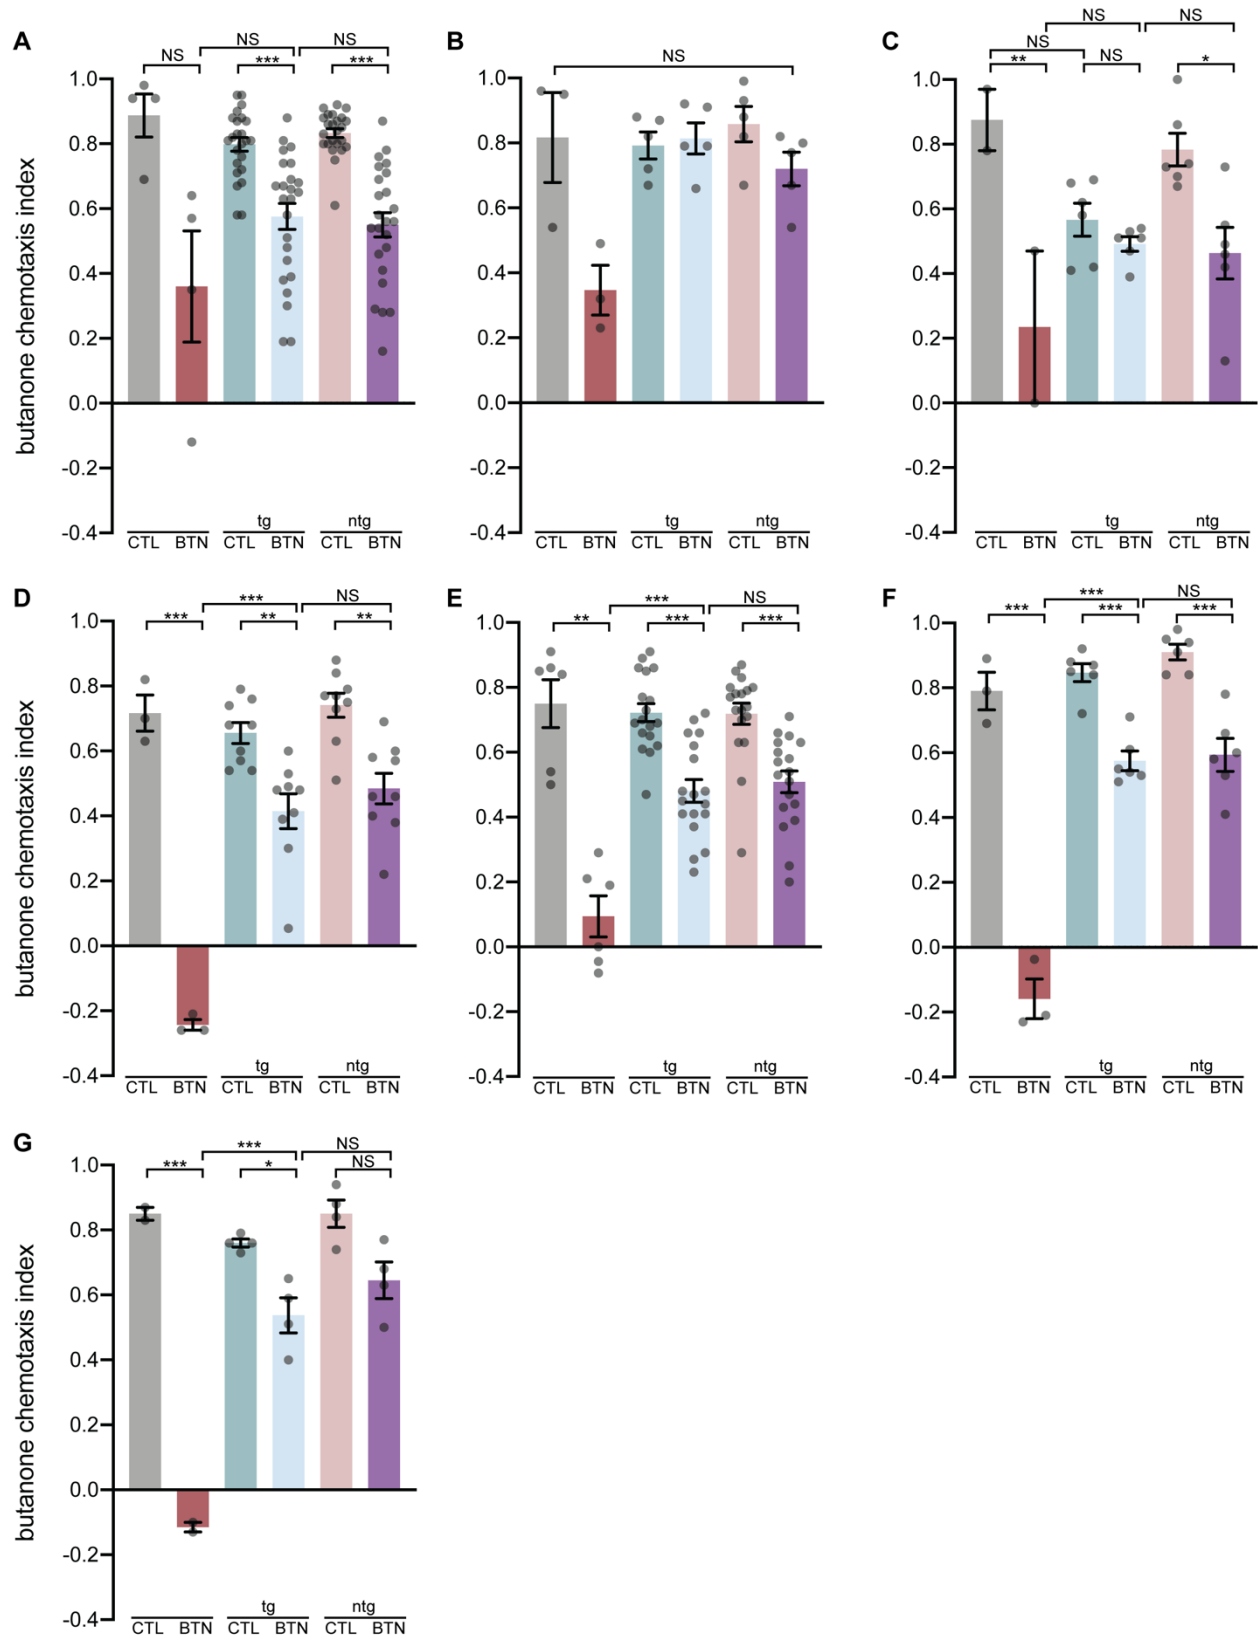 A
NS
NS
NS
***
***
butanone chemotaxis index
1.0
0.8
0.6
0.4
0.2
0.0
-0.2
-0.4
tg
ntg
CTL BTN CTL BTN CTL BTN
B
NS
1.0
0.8
0.6
0.4
0.2
0.0
-0.2
-0.4
tg
ntg
CTL BTN CTL BTN CTL BTN
C
NS
NS
NS
**
NS
*
1.0
0.8
0.6
0.4
0.2
0.0
-0.2
-0.4
tg
ntg
CTL BTN CTL BTN CTL BTN
D
***
NS
***
**
**
butanone chemotaxis index
1.0
0.8
0.6
0.4
0.2
0.0
-0.2
-0.4
tg
ntg
CTL BTN CTL BTN CTL BTN
E
***
NS
**
***
***
1.0
0.8
0.6
0.4
0.2
0.0
-0.2
-0.4
tg
ntg
CTL BTN CTL BTN CTL BTN
F
***
NS
***
***
***
1.0
0.8
0.6
0.4
0.2
0.0
-0.2
-0.4
tg
ntg
CTL BTN CTL BTN CTL BTN
G
***
NS
***
*
NS
butanone chemotaxis index
1.0
0.8
0.6
0.4
0.2
0.0
-0.2
-0.4
tg
ntg
CTL BTN CTL BTN CTL BTN